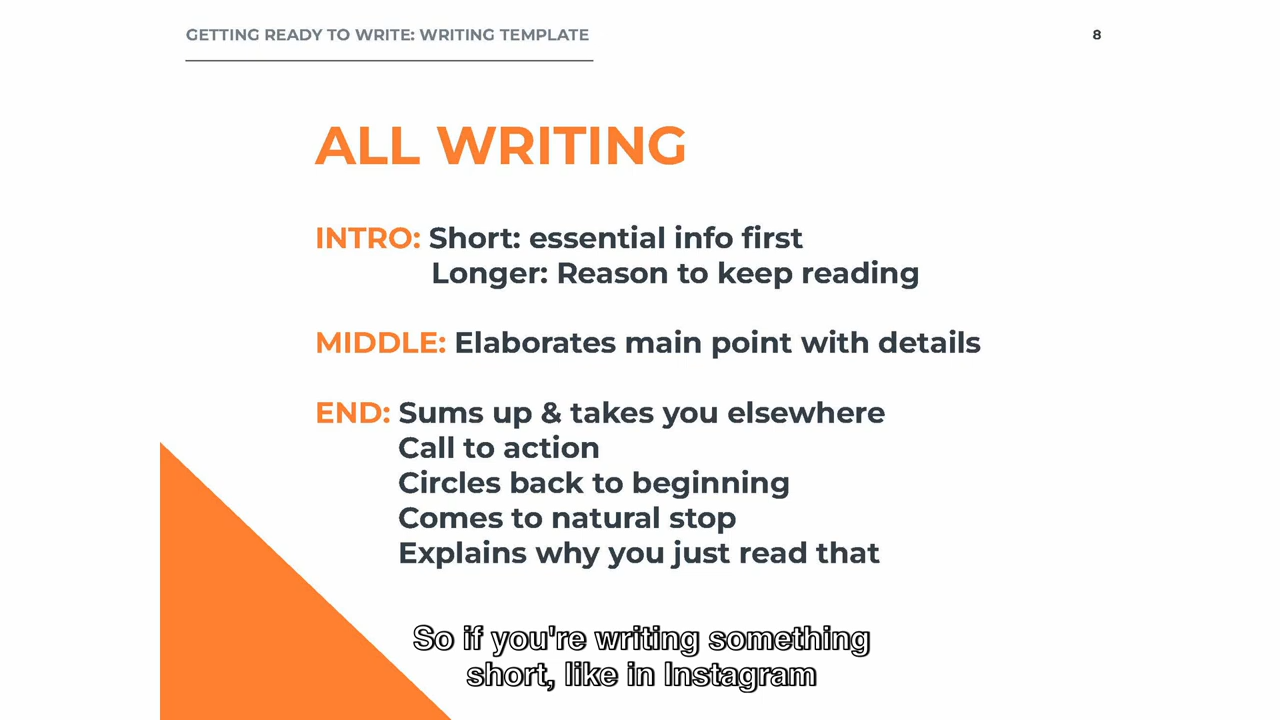 GETTING READY TO WRITE: WRITING TEMPLATE
8
ALL WRITING
INTRO: Short: essential info first
Longer: Reason to keep reading
MIDDLE: Elaborates main point with details
END: Sums up & takes you elsewhere
Call to action
Circles back to beginning
Comes to natural stop
Explains why you just read that
So if you're writing something
short, like in Instagram